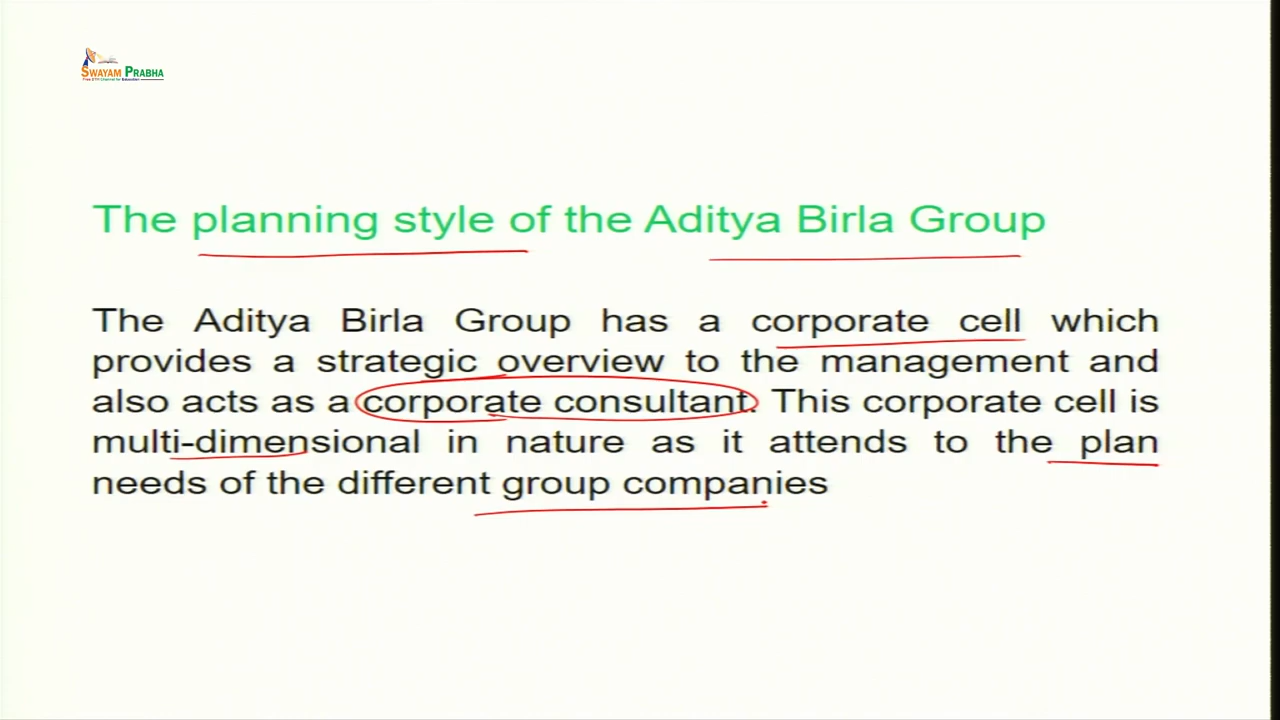 SWAYAM PRABHA
The planning style of the Aditya Birla Group
The Aditya Birla Group has a corporate cell which
provides a strategic overview to the management and
also acts as a corporate consultant. This corporate cell is
multi-dimensional in nature as it attends to the plan
needs of the different group companies